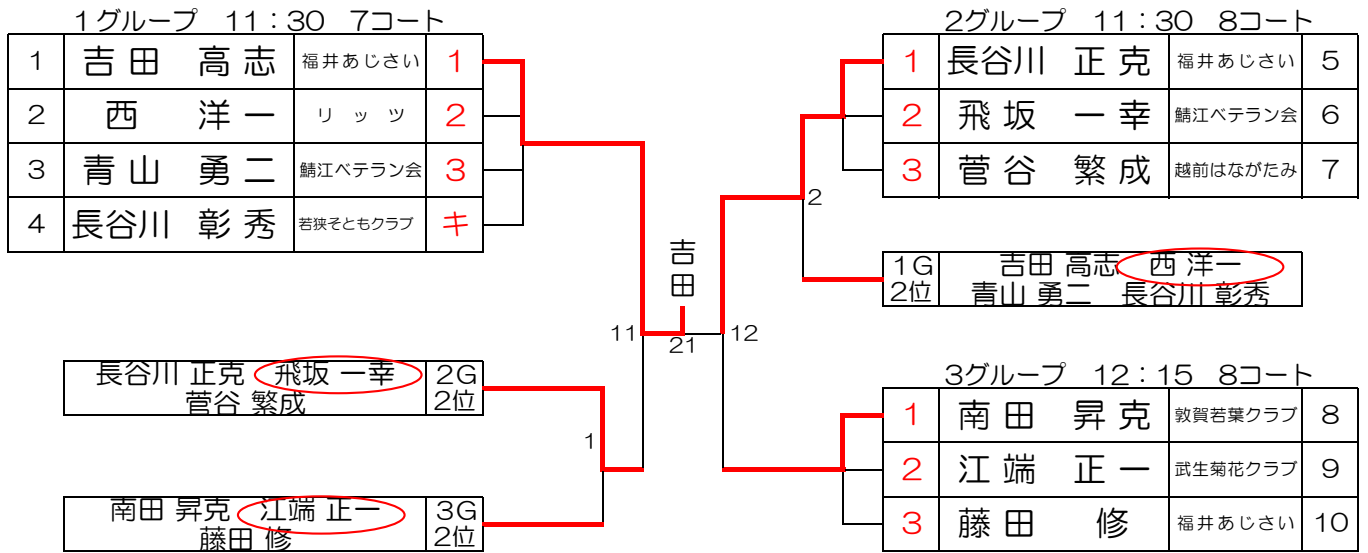 1グループ 11:30 7コート
1 吉田 高志 福井あじさい 1
2 西 洋一 リッツ 2
3 青山 勇二 鯖江ベテラン会 3
4 長谷川 彰秀 若狭そともクラブ キ
2グループ 11:30 8コート
1 長谷川 正克 福井あじさい 5
2 飛坂 一幸 鯖江ベテラン会 6
3 菅谷 繁成 越前はながたみ 7
2
1G 2位
吉田 高志 西 洋一
青山 勇二 長谷川 彰秀
吉田
11
21
12
長谷川 正克 飛坂 一幸
菅谷 繁成
2G
2位
1
南田 昇克 江端 正一
藤田 修
3G
2位
3グループ 12:15 8コート
1 南田 昇克 敦賀若葉クラブ 8
2 江端 正一 武生菊花クラブ 9
3 藤田 修 福井あじさい 10